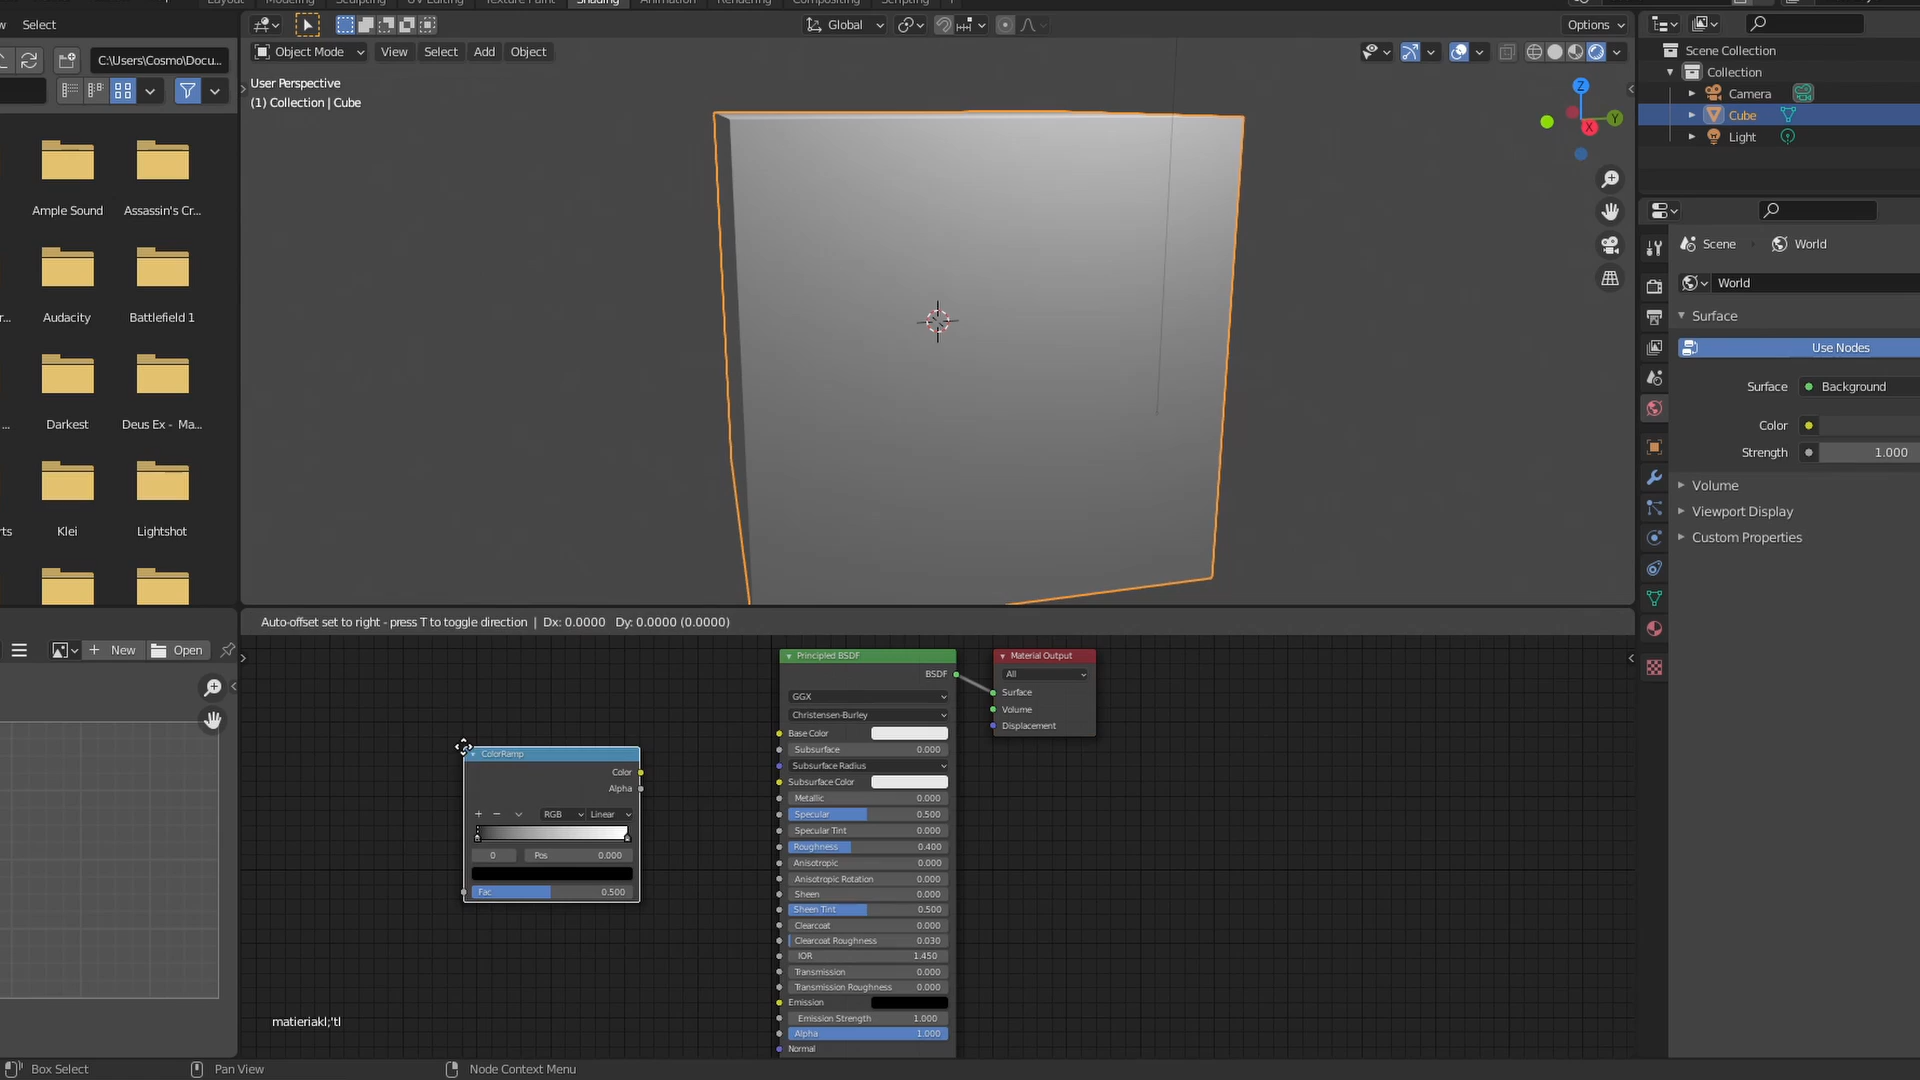 Layout Modeling Sculpting UV Editing Texture Paint Shading Animation Rendering Compositing Scripting +
Select
Global
Options
C:\Users\Cosmo\Docu...
Object Mode View Select Add Object
User Perspective
(1) Collection | Cube
Ample Sound Assassin's Cr...
r... Audacity Battlefield 1
... Darkest Deus Ex - Ma...
rts Klei Lightshot
Z
Y
X
Scene Collection
Collection
Camera
Cube
Light
Scene World
World
Surface
Use Nodes
Surface Background
Color
Strength 1.000
Volume
Viewport Display
Custom Properties
Auto-offset set to right - press T to toggle direction | Dx: 0.0000 Dy: 0.0000 (0.0000)
New Open
ColorRamp
Color
Alpha
RGB Linear
0 Pos 0.000
Fac 0.500
Principled BSDF
BSDF
GGX
Christensen-Burley
Base Color
Subsurface 0.000
Subsurface Radius
Subsurface Color
Metallic 0.000
Specular 0.500
Specular Tint 0.000
Roughness 0.400
Anisotropic 0.000
Anisotropic Rotation 0.000
Sheen 0.000
Sheen Tint 0.500
Clearcoat 0.000
Clearcoat Roughness 0.030
IOR 1.450
Transmission 0.000
Transmission Roughness 0.000
Emission
Emission Strength 1.000
Alpha 1.000
Normal
Material Output
All
Surface
Volume
Displacement
matieriakl;'tl
Box Select Pan View Node Context Menu